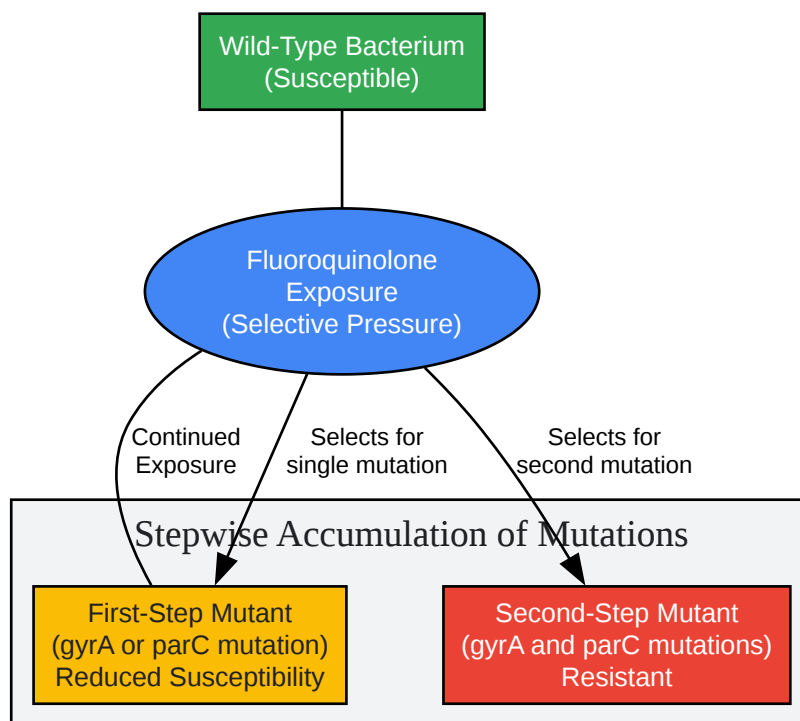 Wild-Type Bacterium
(Susceptible)
Fluoroquinolone
Exposure
(Selective Pressure)
Continued
Exposure
Selects for
single mutation
Selects for
second mutation
Stepwise Accumulation of Mutations
First-Step Mutant
(gyrA or parC mutation)
Reduced Susceptibility
Second-Step Mutant
(gyrA and parC mutations)
Resistant